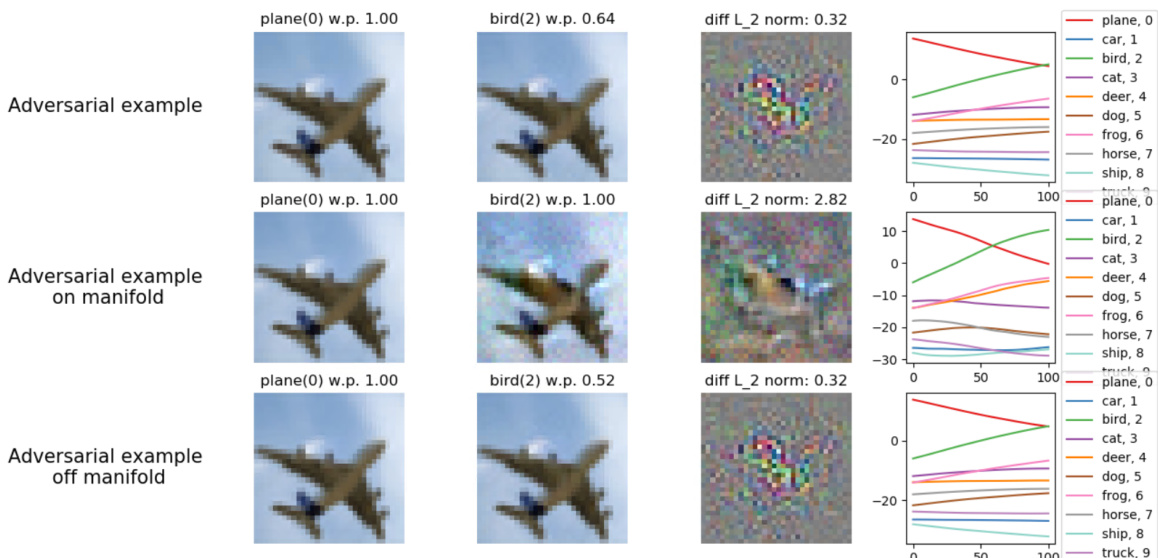 plane(0) w.p. 1.00
bird(2) w.p. 0.64
diff L_2 norm: 0.32
Adversarial example
0
−20
0
50
100
plane, 0
car, 1
bird, 2
cat, 3
deer, 4
dog, 5
frog, 6
horse, 7
ship, 8
truck, 9
plane(0) w.p. 1.00
bird(2) w.p. 1.00
diff L_2 norm: 2.82
Adversarial example
on manifold
10
0
−10
−20
−30
0
50
100
plane, 0
car, 1
bird, 2
cat, 3
deer, 4
dog, 5
frog, 6
horse, 7
ship, 8
truck, 9
plane(0) w.p. 1.00
bird(2) w.p. 0.52
diff L_2 norm: 0.32
Adversarial example
off manifold
0
−20
0
50
100
plane, 0
car, 1
bird, 2
cat, 3
deer, 4
dog, 5
frog, 6
horse, 7
ship, 8
truck, 9